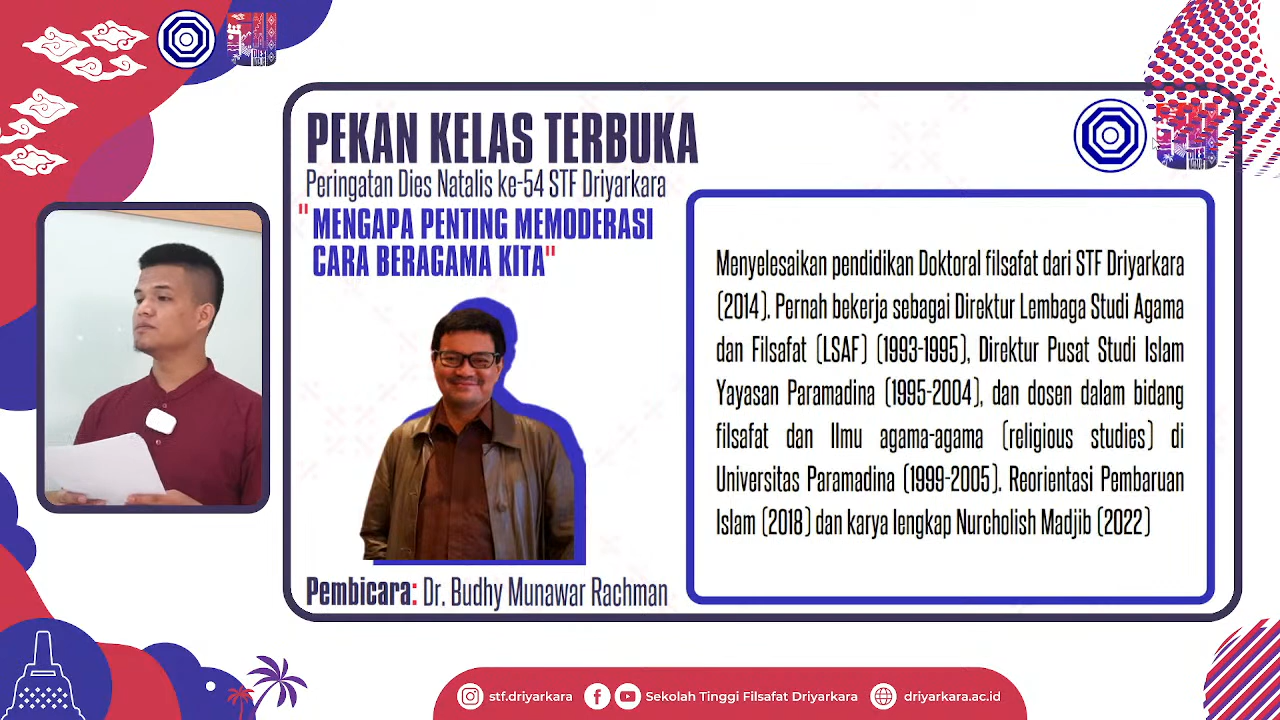 PEKAN KELAS TERBUKA
Peringatan Dies Natalis ke-54 STF Driyarkara
"MENGAPA PENTING MEMODERASI
CARA BERAGAMA KITA"
Pembicara: Dr. Budhy Munawar Rachman
Menyelesaikan pendidikan Doktoral filsafat dari STF Driyarkara
(2014). Pernah bekerja sebagai Direktur Lembaga Studi Agama
dan Filsafat (LSAF) (1993-1995), Direktur Pusat Studi Islam
Yayasan Paramadina (1995-2004), dan dosen dalam bidang
filsafat dan Ilmu agama-agama (religious studies) di
Universitas Paramadina (1999-2005). Reorientasi Pembaruan
Islam (2018) dan karya lengkap Nurcholish Madjib (2022)
stf.driyarkara
Sekolah Tinggi Filsafat Driyarkara
driyarkara.ac.id